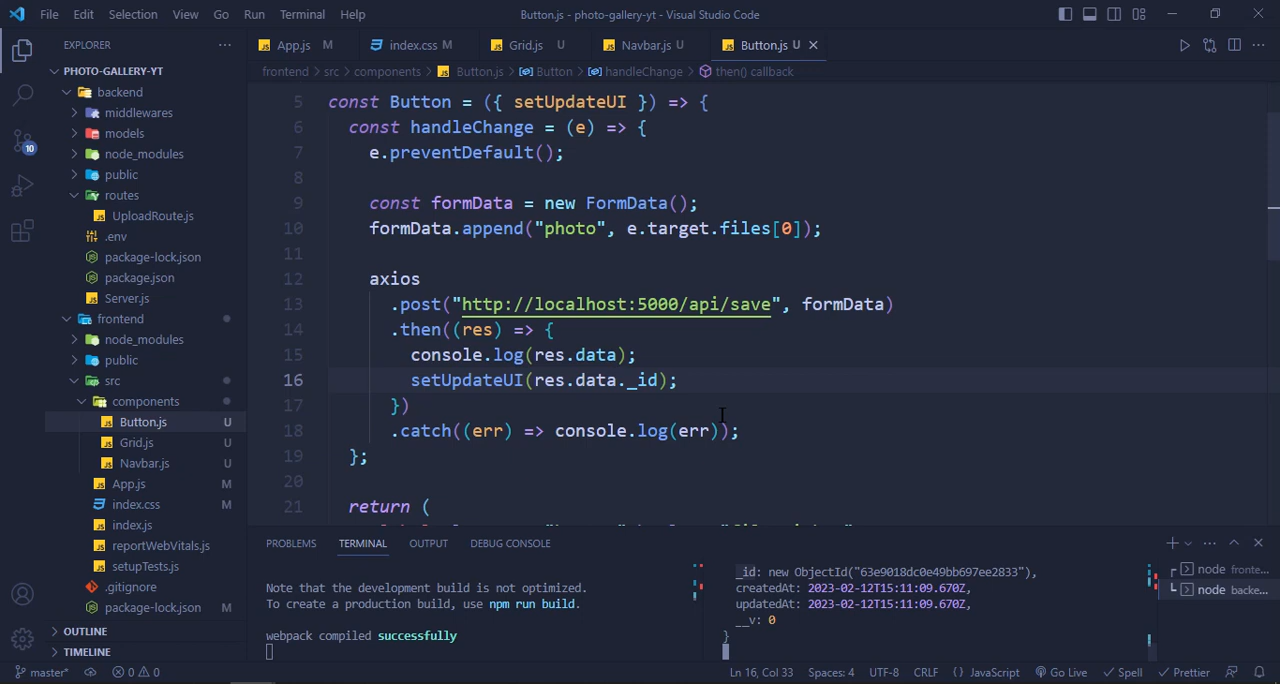 File Edit Selection View Go Run Terminal Help
Button.js - photo-gallery-yt - Visual Studio Code
EXPLORER
App.js M index.css M Grid.js U Navbar.js U Button.js U
frontend > src > components > Button.js > Button > handleChange > then() callback
PHOTO-GALLERY-YT
backend
middlewares
models
node_modules
public
routes
UploadRoute.js
.env
package-lock.json
package.json
Server.js
frontend
node_modules
public
src
components
Button.js U
Grid.js U
Navbar.js U
App.js M
index.css M
index.js
reportWebVitals.js
setupTests.js
.gitignore
package-lock.json M
OUTLINE
TIMELINE
10
5 const Button = ({ setUpdateUI }) => {
6 const handleChange = (e) => {
7 e.preventDefault();
8
9 const formData = new FormData();
10 formData.append("photo", e.target.files[0]);
11
12 axios
13 .post("http://localhost:5000/api/save", formData)
14 .then((res) => {
15 console.log(res.data);
16 setUpdateUI(res.data._id);
17 })
18 .catch((err) => console.log(err));
19 };
20
21 return (
PROBLEMS TERMINAL OUTPUT DEBUG CONSOLE
Note that the development build is not optimized.
To create a production build, use npm run build.
webpack compiled successfully
_id: new ObjectId("63e9018dc0e49bb697ee2833"),
createdAt: 2023-02-12T15:11:09.670Z,
updatedAt: 2023-02-12T15:11:09.670Z,
__v: 0
}
node fronte...
node backe...
master* 0 0 Ln 16, Col 33 Spaces: 4 UTF-8 CRLF {} JavaScript Go Live Spell Prettier